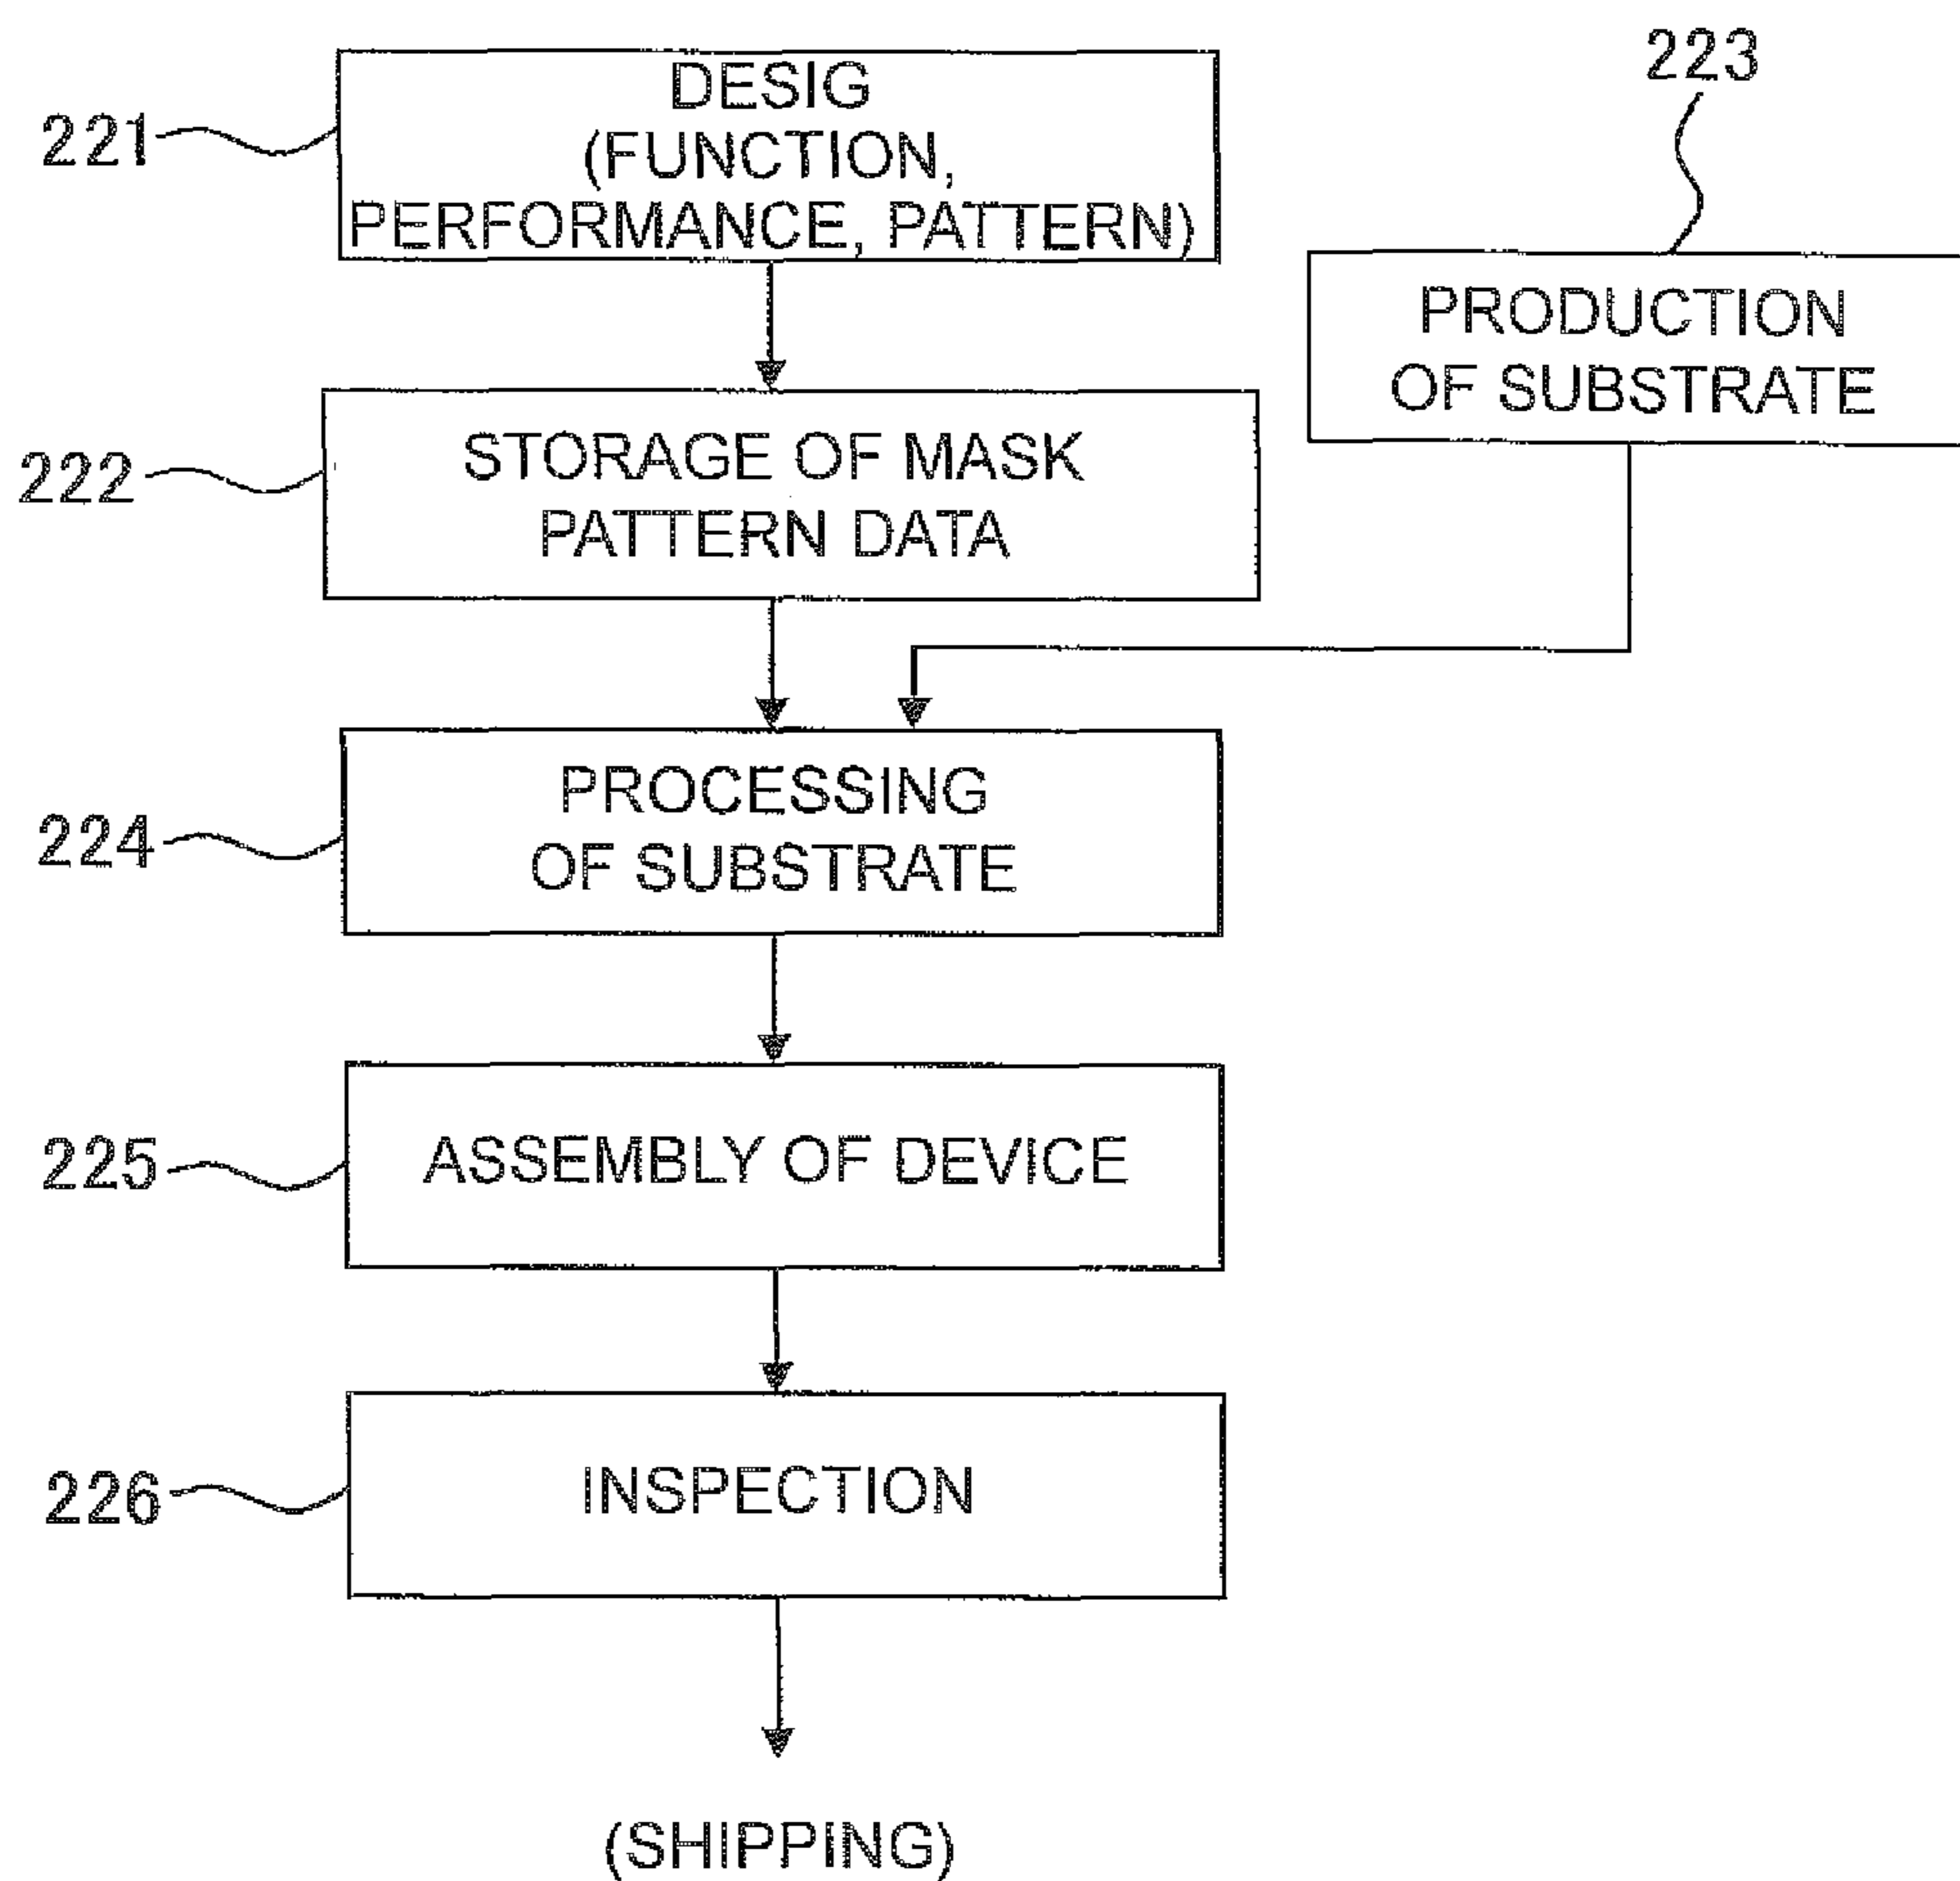 221
DESIG
(FUNCTION,
PERFORMANCE, PATTERN)
223
PRODUCTION
OF SUBSTRATE
222
STORAGE OF MASK
PATTERN DATA
224
PROCESSING
OF SUBSTRATE
225
ASSEMBLY OF DEVICE
226
INSPECTION
(SHIPPING)